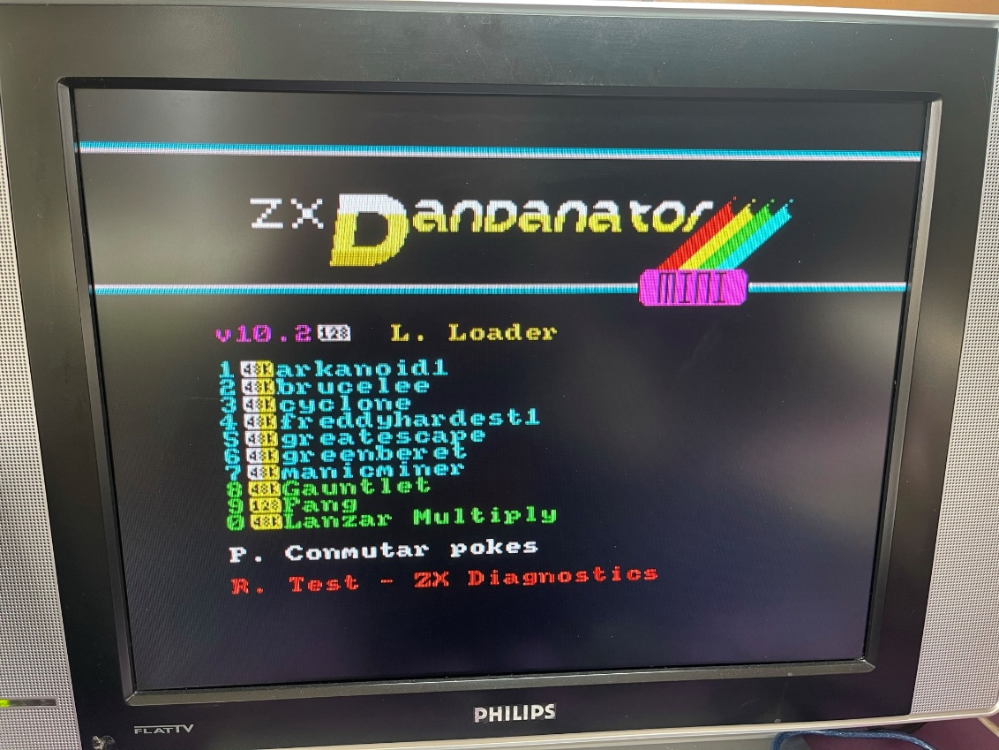 ZX Dandanator
MINI
v10.2 128 L. Loader
1 48K arkanoid1
2 48K brucelee
3 48K cyclone
4 48K freddyhardest1
5 48K greatescape
6 48K greenberet
7 48K manicminer
8 48K Gauntlet
9 128 Pang
0 48K Lanzar Multiply
P. Conmutar pokes
R. Test - ZX Diagnostics
PHILIPS
FLAT TV